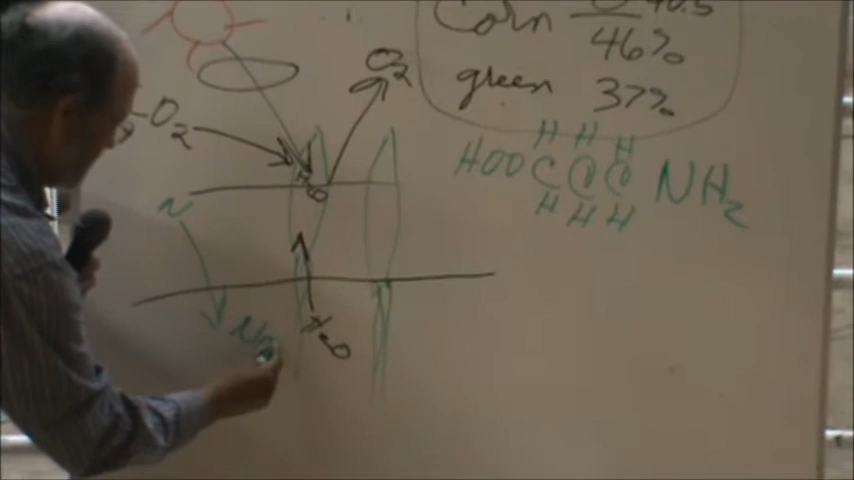 Corn
46%
green 37%
O2
-O2
H H H
HOOC C C NH2
H H H
N
H2O